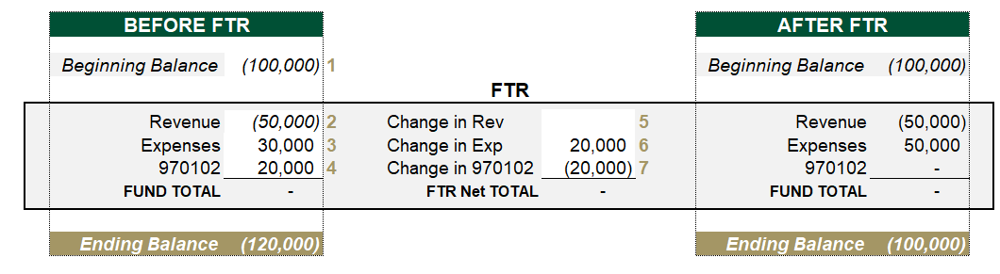 BEFORE FTR AFTER FTR
Beginning Balance (100,000) 1 Beginning Balance (100,000)
FTR
Revenue (50,000) 2 Change in Rev 5 Revenue (50,000)
Expenses 30,000 3 Change in Exp 20,000 6 Expenses 50,000
970102 20,000 4 Change in 970102 (20,000) 7 970102 -
FUND TOTAL - FTR Net TOTAL - FUND TOTAL -
Ending Balance (120,000) Ending Balance (100,000)